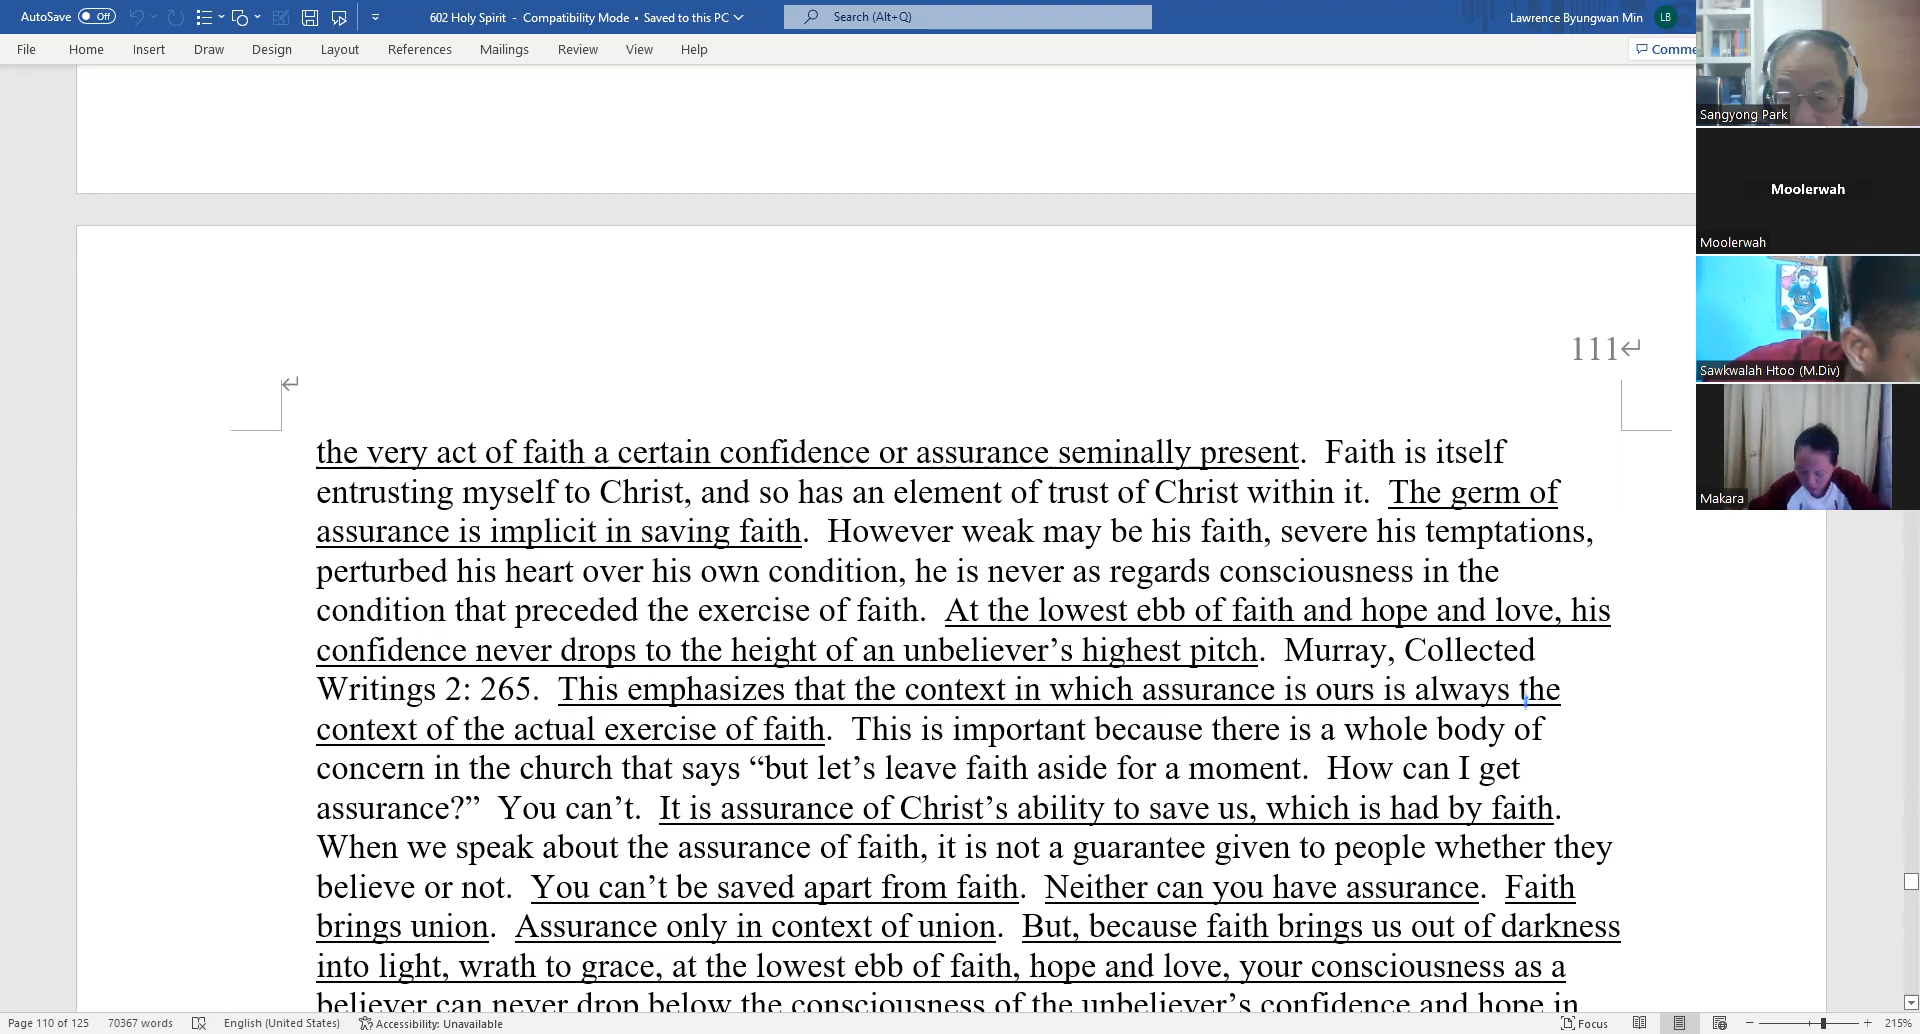 AutoSave Off 602 Holy Spirit - Compatibility Mode • Saved to this PC Search (Alt+Q) Lawrence Byungwan Min LB
File Home Insert Draw Design Layout References Mailings Review View Help Comme
Sangyong Park
Moolerwah
Moolerwah
Sawkwalah Htoo (M.Div)
Makara
111↵
↵
the very act of faith a certain confidence or assurance seminally present.  Faith is itself
entrusting myself to Christ, and so has an element of trust of Christ within it.  The germ of
assurance is implicit in saving faith.  However weak may be his faith, severe his temptations,
perturbed his heart over his own condition, he is never as regards consciousness in the
condition that preceded the exercise of faith.  At the lowest ebb of faith and hope and love, his
confidence never drops to the height of an unbeliever’s highest pitch.  Murray, Collected
Writings 2: 265.  This emphasizes that the context in which assurance is ours is always the
context of the actual exercise of faith.  This is important because there is a whole body of
concern in the church that says “but let’s leave faith aside for a moment.  How can I get
assurance?”  You can’t.  It is assurance of Christ’s ability to save us, which is had by faith.
When we speak about the assurance of faith, it is not a guarantee given to people whether they
believe or not.  You can’t be saved apart from faith.  Neither can you have assurance.  Faith
brings union.  Assurance only in context of union.  But, because faith brings us out of darkness
into light, wrath to grace, at the lowest ebb of faith, hope and love, your consciousness as a
believer can never drop below the consciousness of the unbeliever’s confidence and hope in
Page 110 of 125 70367 words English (United States) Accessibility: Unavailable Focus 215%